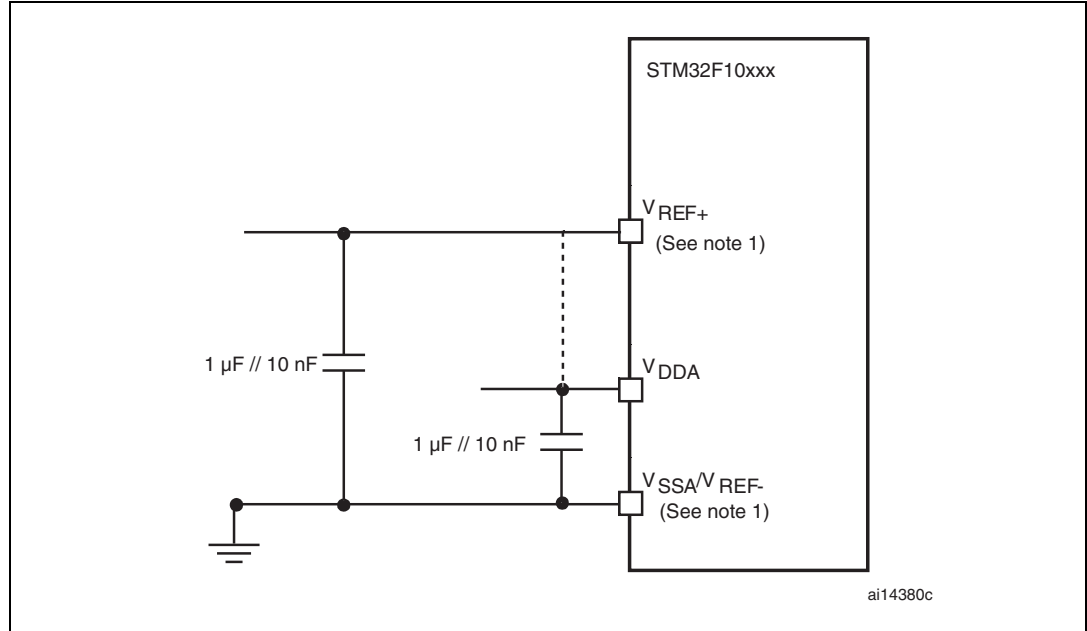 STM32F10xxx
VREF+
(See note 1)
1 µF // 10 nF
VDDA
1 µF // 10 nF
VSSA/VREF-
(See note 1)
ai14380c